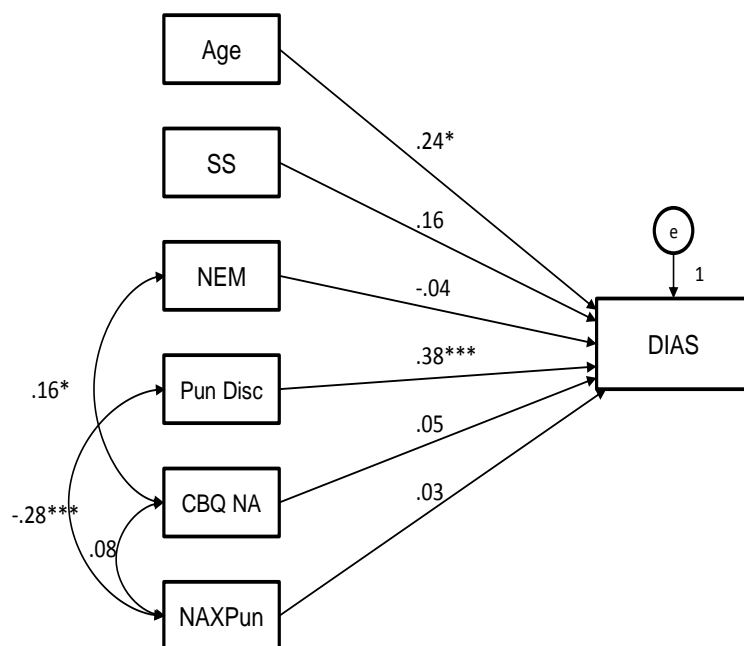 Age
.24*
SS
.16
e
1
NEM
-.04
DIAS
.38***
Pun Disc
.16*
.05
CBQ NA
.03
-.28***
.08
NAXPun